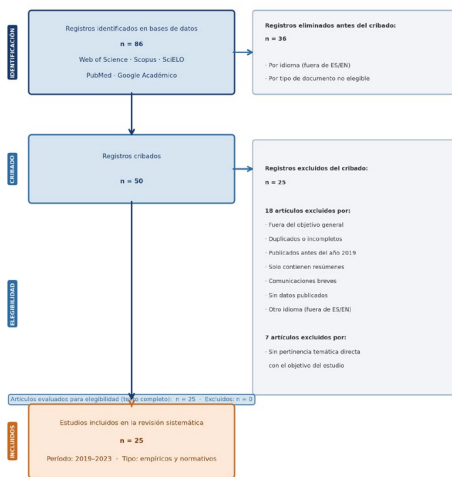 IDENTIFICACIÓN
Registros identificados en bases de datos
n = 86
Web of Science · Scopus · SciELO
PubMed · Google Académico
Registros eliminados antes del cribado:
n = 36
· Por idioma (fuera de ES/EN)
· Por tipo de documento no elegible
CRIBADO
Registros cribados
n = 50
Registros excluidos del cribado:
n = 25
18 artículos excluidos por:
· Fuera del objetivo general
· Duplicados o incompletos
· Publicados antes del año 2019
· Solo contienen resúmenes
· Comunicaciones breves
· Sin datos publicados
· Otro idioma (fuera de ES/EN)
7 artículos excluidos por:
· Sin pertinencia temática directa
con el objetivo del estudio
ELEGIBILIDAD
Artículos evaluados para elegibilidad (texto completo): n = 25 · Excluidos: n = 0
INCLUIDOS
Estudios incluidos en la revisión sistemática
n = 25
Período: 2019–2023 · Tipo: empíricos y normativos